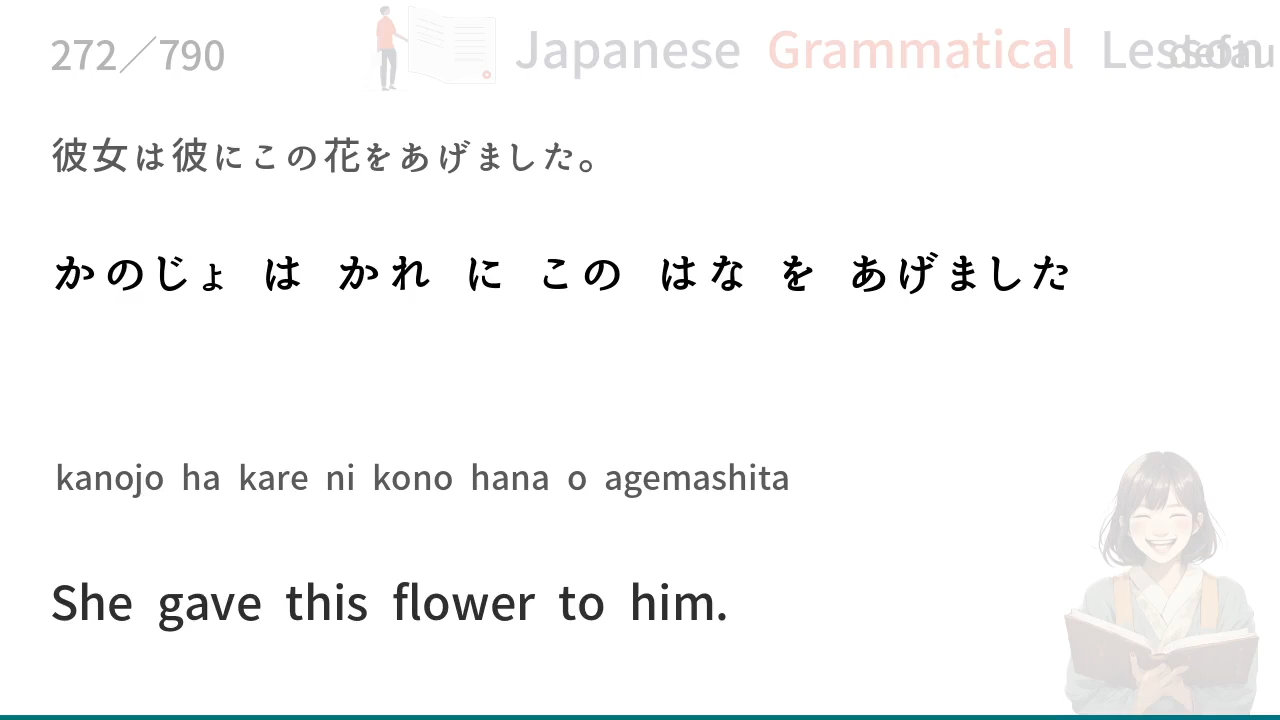 272／790
Japanese Grammatical Lesson
彼女は彼にこの花をあげました。
かのじょ は かれ に この はな を あげました
kanojo ha kare ni kono hana o agemashita
She gave this flower to him.